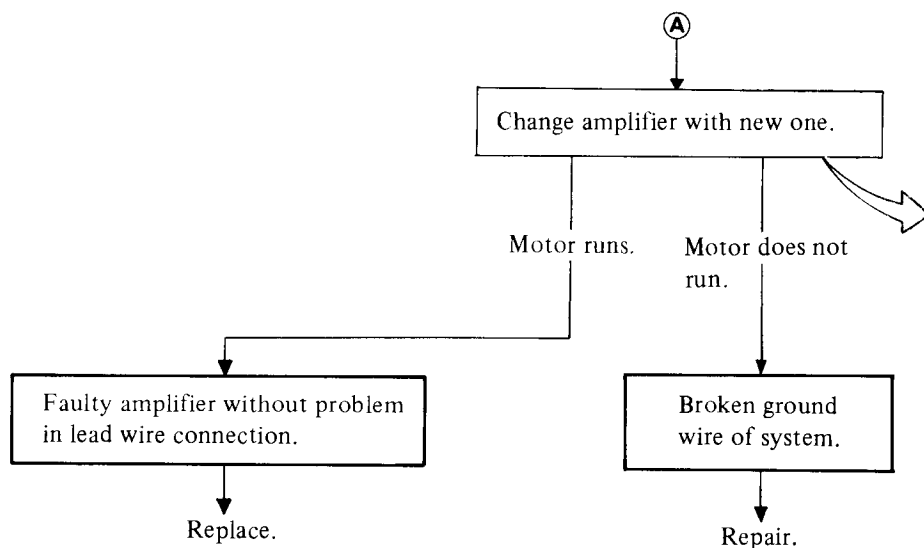 A
Change amplifier with new one.
Motor runs.
Motor does not
run.
Faulty amplifier without problem
in lead wire connection.
Broken ground
wire of system.
Replace.
Repair.